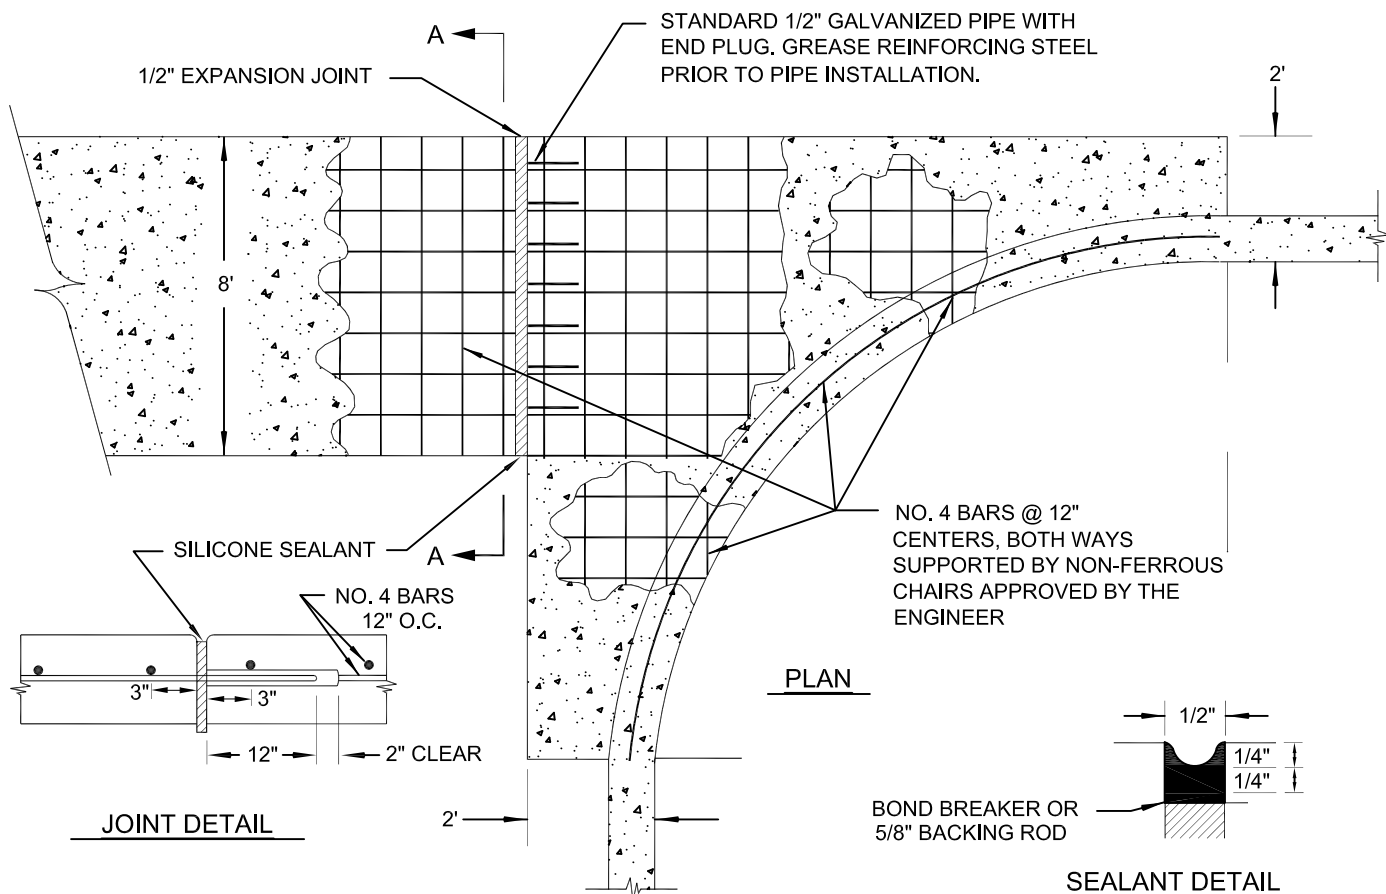 A
STANDARD 1/2" GALVANIZED PIPE WITH
END PLUG. GREASE REINFORCING STEEL
PRIOR TO PIPE INSTALLATION.
1/2" EXPANSION JOINT
2'
8'
NO. 4 BARS @ 12"
CENTERS, BOTH WAYS
SUPPORTED BY NON-FERROUS
CHAIRS APPROVED BY THE
ENGINEER
A
SILICONE SEALANT
NO. 4 BARS
12" O.C.
3"
3"
12"
2" CLEAR
JOINT DETAIL
PLAN
2'
1/2"
1/4"
1/4"
BOND BREAKER OR
5/8" BACKING ROD
SEALANT DETAIL